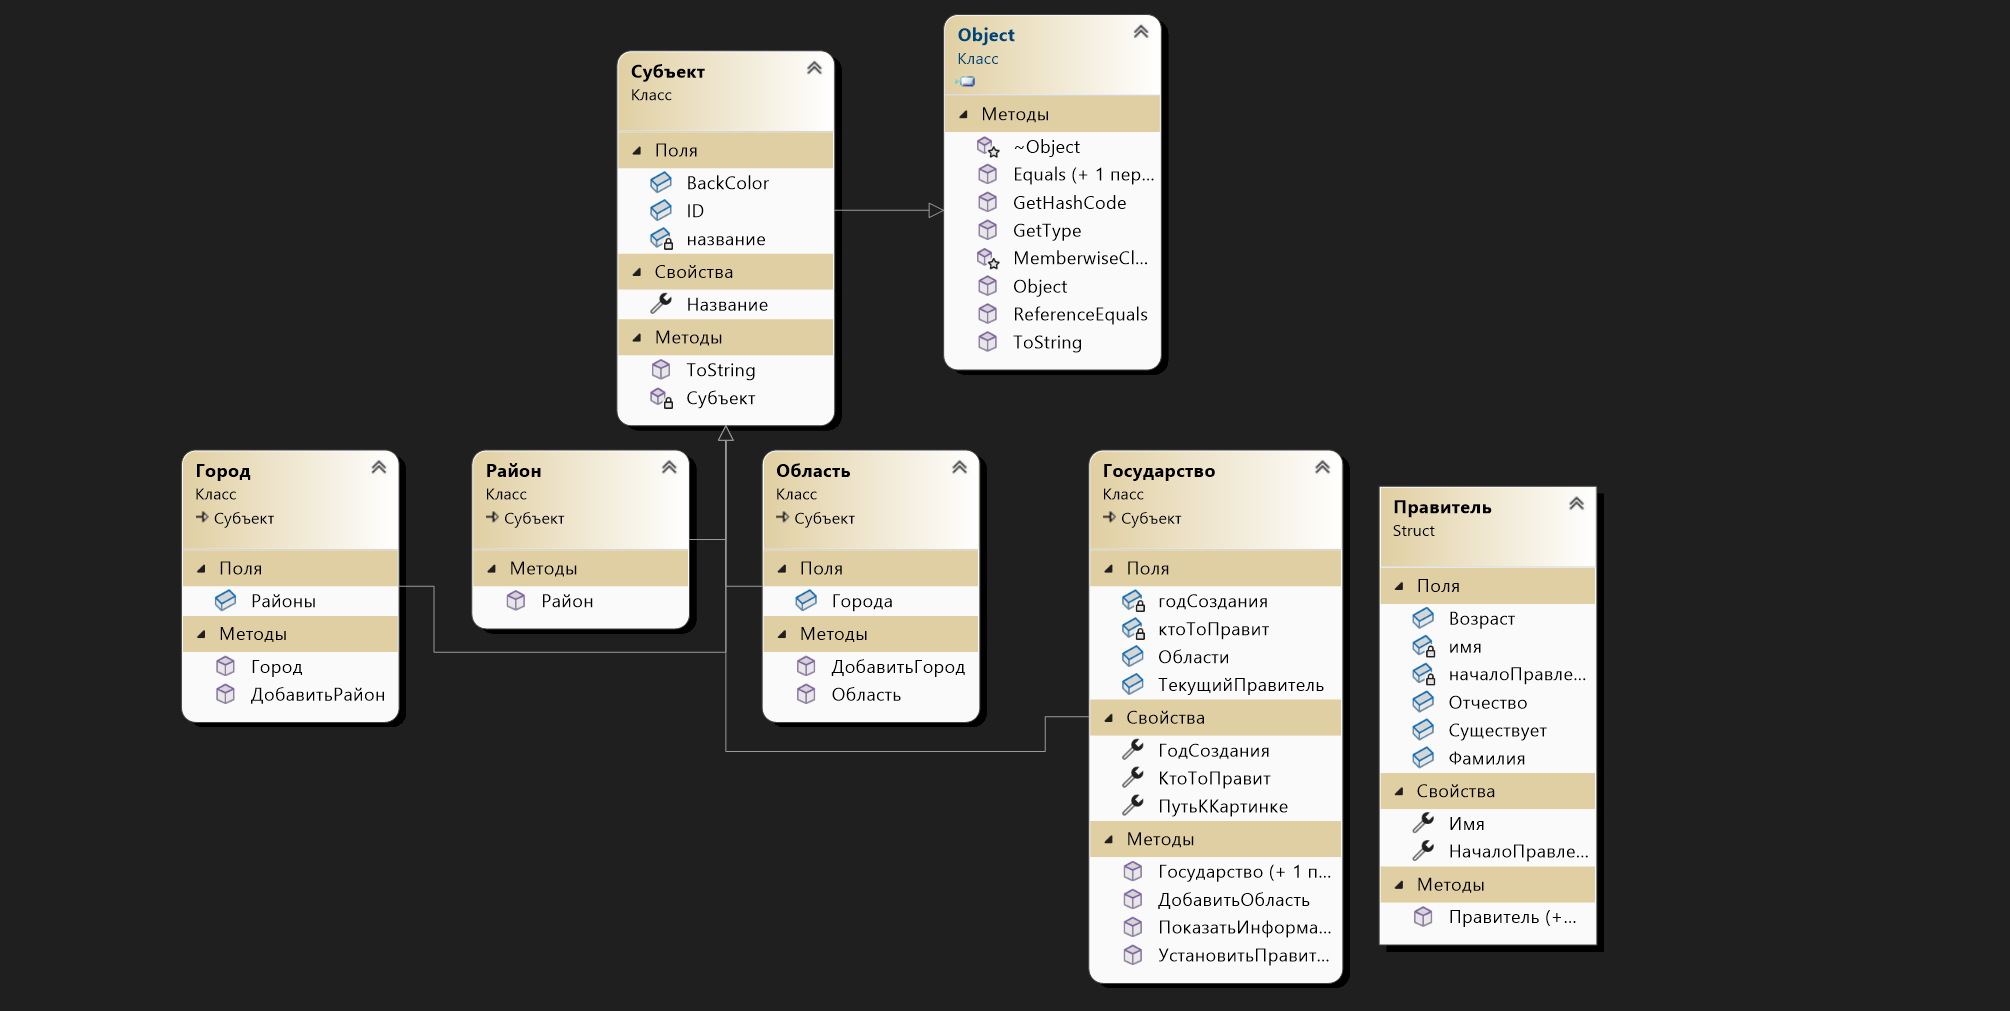 Субъект
Класс
Поля
BackColor
ID
название
Свойства
Название
Методы
ToString
Субъект
Object
Класс
Методы
~Object
Equals (+ 1 пер...
GetHashCode
GetType
MemberwiseCl...
Object
ReferenceEquals
ToString
Город
Класс
Субъект
Поля
Районы
Методы
Город
ДобавитьРайон
Район
Класс
Субъект
Методы
Район
Область
Класс
Субъект
Поля
Города
Методы
ДобавитьГород
Область
Государство
Класс
Субъект
Поля
годСоздания
ктоТоПравит
Области
ТекущийПравитель
Свойства
ГодСоздания
КтоТоПравит
ПутьККартинке
Методы
Государство (+ 1 п...
ДобавитьОбласть
ПоказатьИнформа...
УстановитьПравит...
Правитель
Struct
Поля
Возраст
имя
началоПравле...
Отчество
Существует
Фамилия
Свойства
Имя
НачалоПравле...
Методы
Правитель (+...